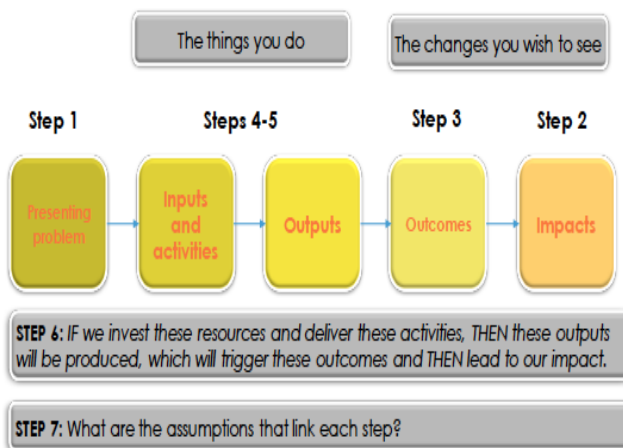 The things you do
The changes you wish to see
Step 1
Steps 4-5
Step 3
Step 2
Presenting
problem
Inputs
and
activities
Outputs
Outcomes
Impacts
STEP 6: IF we invest these resources and deliver these activities, THEN these outputs
will be produced, which will trigger these outcomes and THEN lead to our impact.
STEP 7: What are the assumptions that link each step?